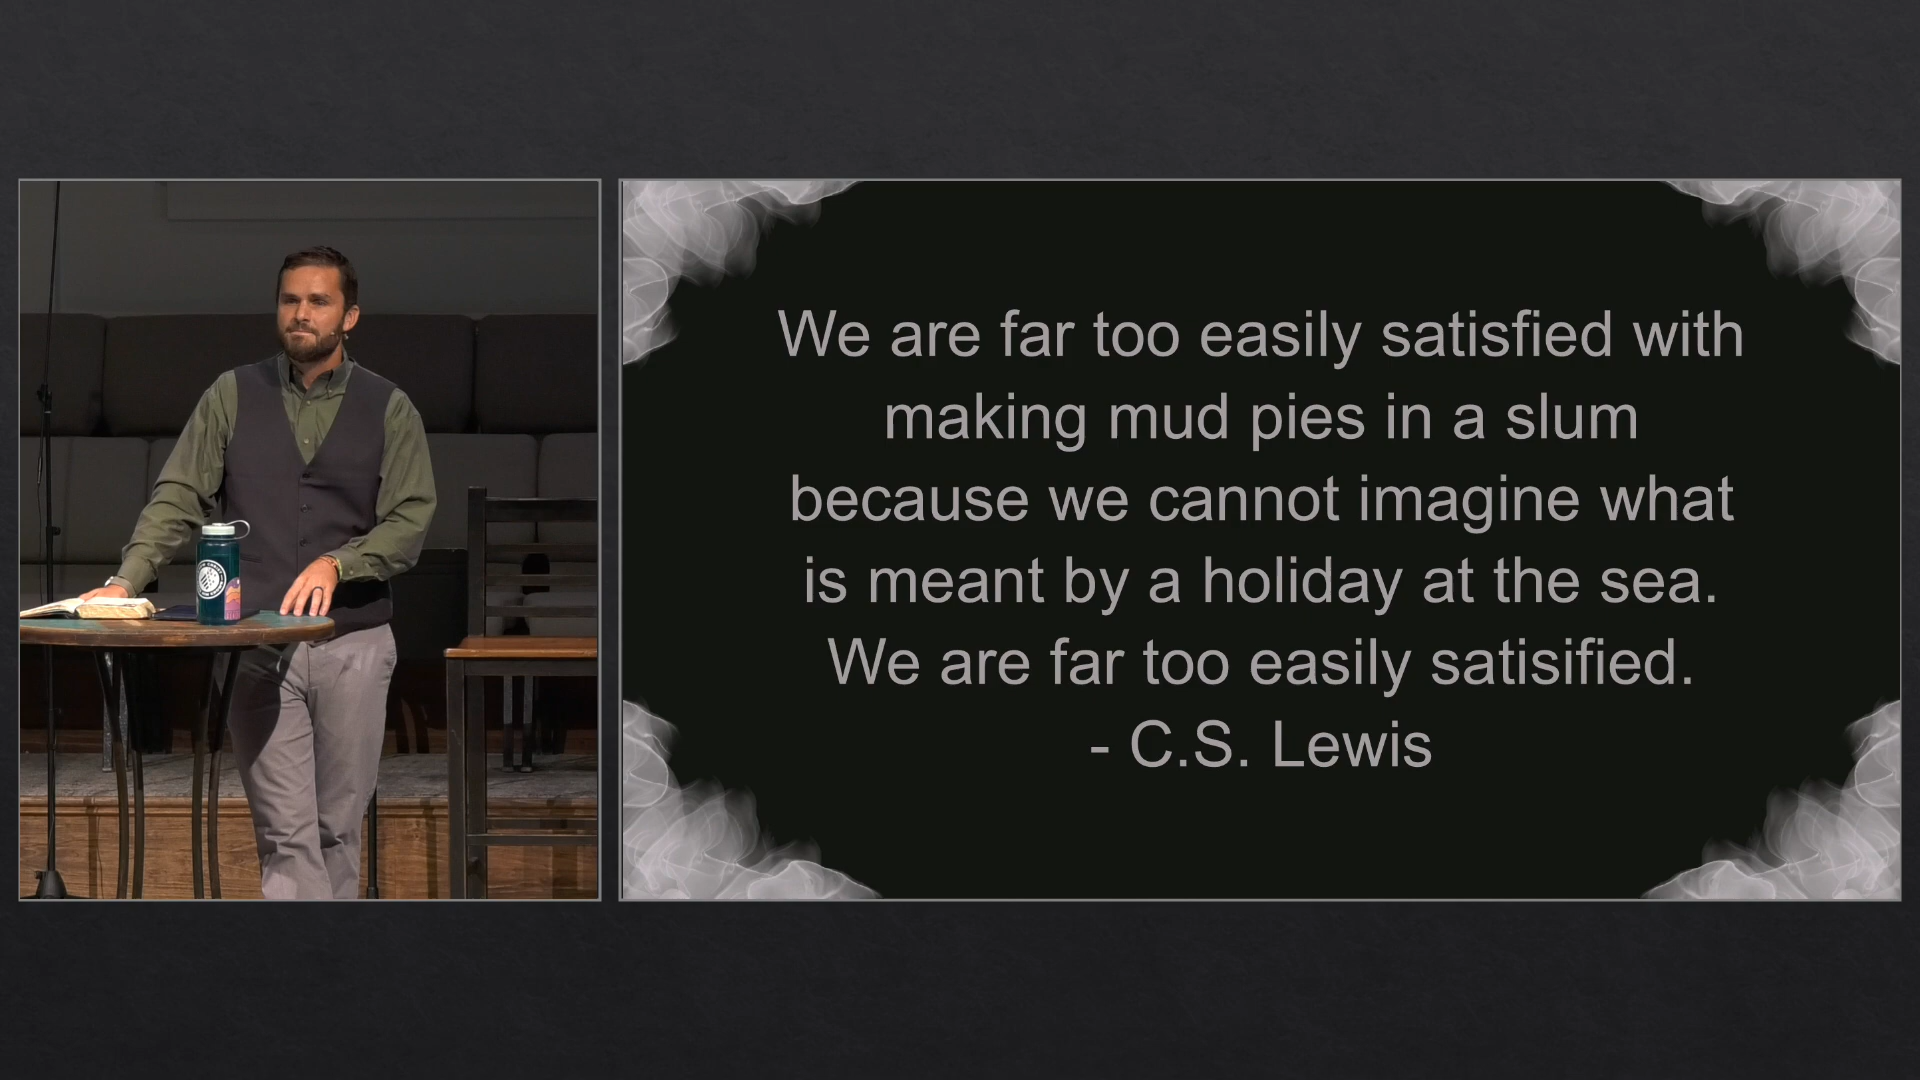 We are far too easily satisfied with
making mud pies in a slum
because we cannot imagine what
is meant by a holiday at the sea.
We are far too easily satisified.
- C.S. Lewis